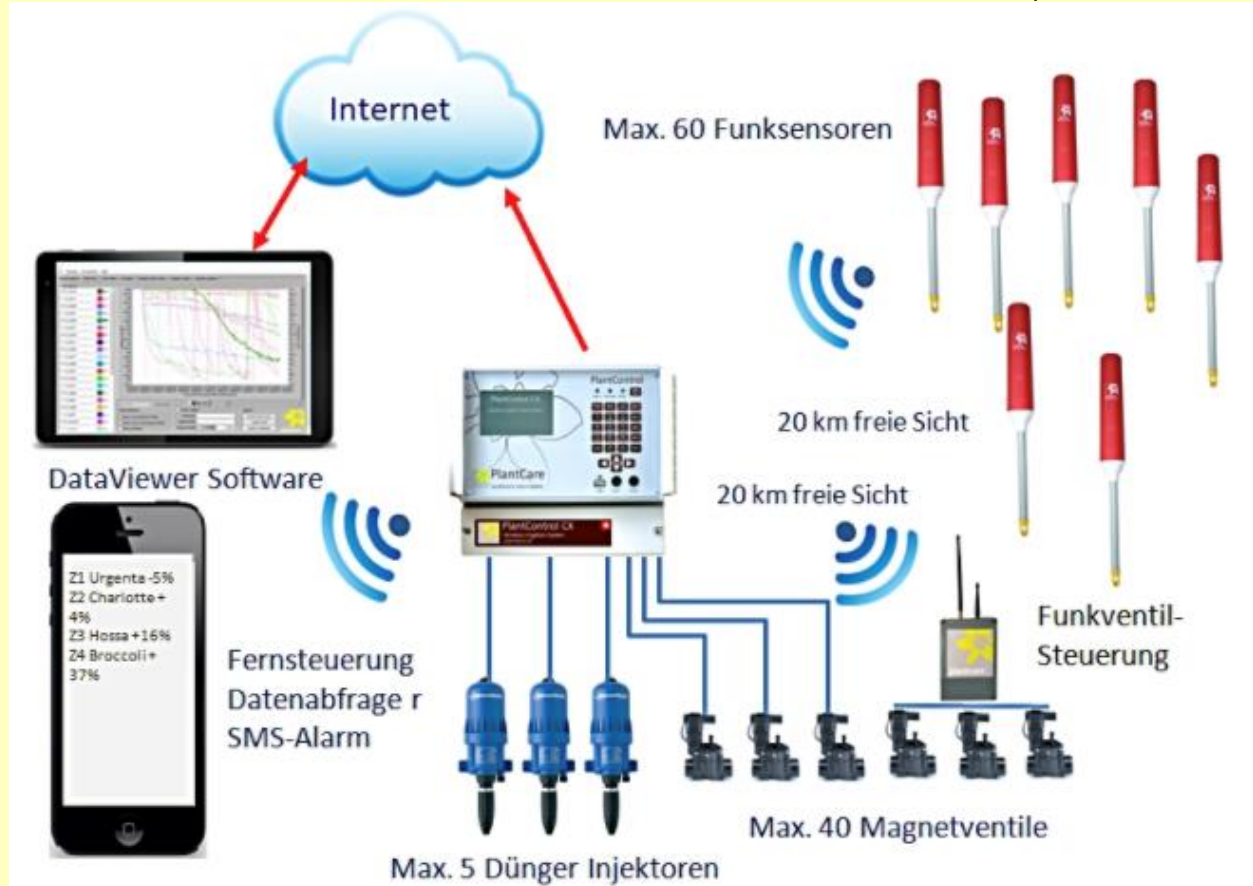 Internet
Max. 60 Funksensoren
20 km freie Sicht
20 km freie Sicht
DataViewer Software
PlantControl
PlantControl CX
PlantCare
PlantControl CX
Z1 Urgenta -5%
Z2 Charlotte +
4%
Z3 Hossa +16%
Z4 Broccoli +
37%
Fernsteuerung
Datenabfrage r
SMS-Alarm
Funkventil-
Steuerung
Max. 40 Magnetventile
Max. 5 Dünger Injektoren